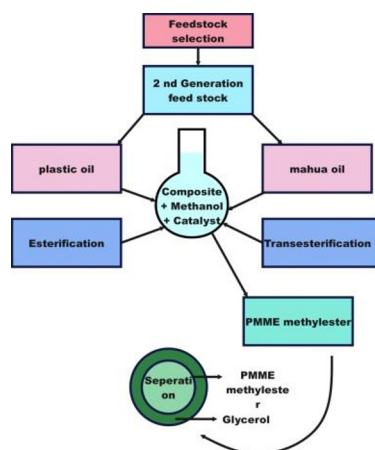 Feedstock
selection
2 nd Generation
feed stock
plastic oil
mahua oil
Composite
+ Methanol
+ Catalyst
Esterification
Transesterification
PMME methylester
Seperati
on
PMME
methyleste
r
Glycerol